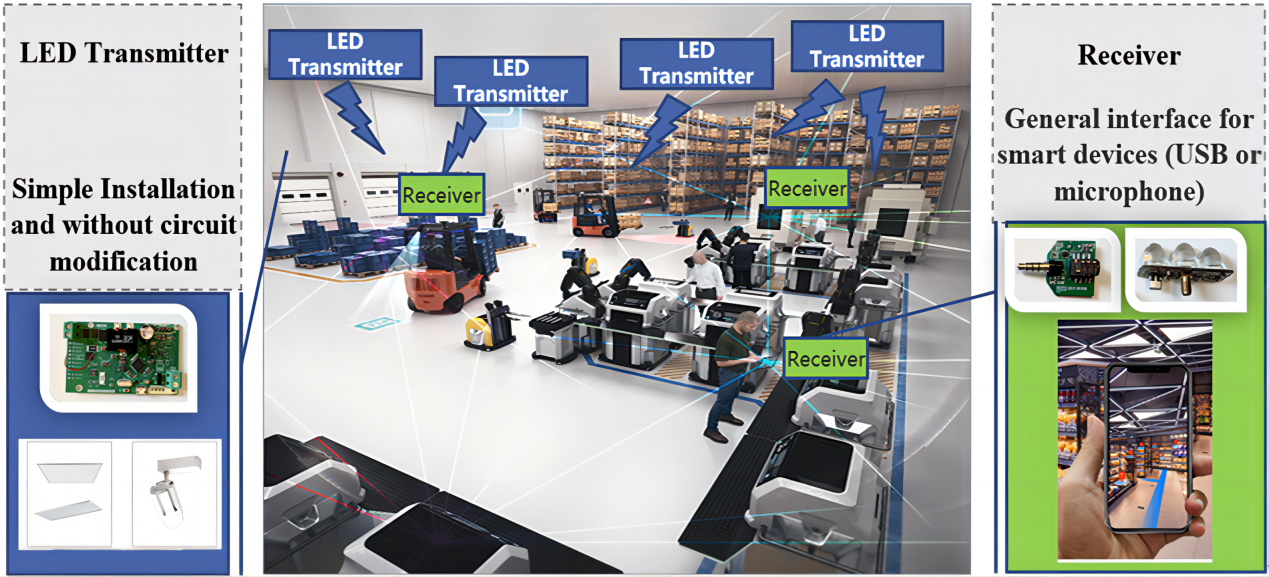 LED Transmitter
Simple Installation
and without circuit
modification
LED
Transmitter
LED
Transmitter
LED
Transmitter
LED
Transmitter
Receiver
Receiver
Receiver
Receiver
General interface for
smart devices (USB or
microphone)